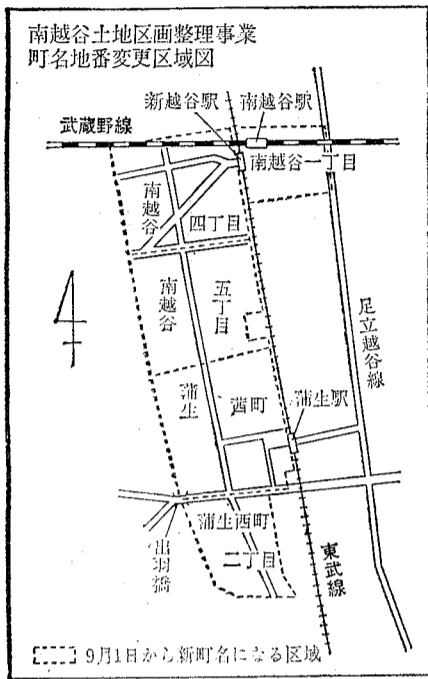 南越谷土地区画整理事業
町名地番変更区域図
新越谷駅
南越谷駅
武蔵野線
南越谷一丁目
南越谷
四丁目
南越谷
五丁目
足立越谷線
蒲生
茜町
蒲生駅
蒲生西町
二丁目
出羽橋
東武線
9月1日から新町名になる区域